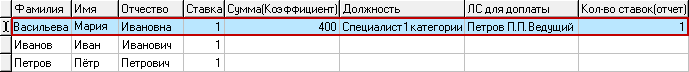 Фамилия Имя Отчество Ставка Сумма(Коэффициент) Должность ЛС для доплаты Кол-во ставок(отчет)
Васильева Мария Ивановна 1 400 Специалист 1 категории Петров П.П. Ведущий 1
Иванов Иван Иванович 1
Петров Пётр Петрович 1